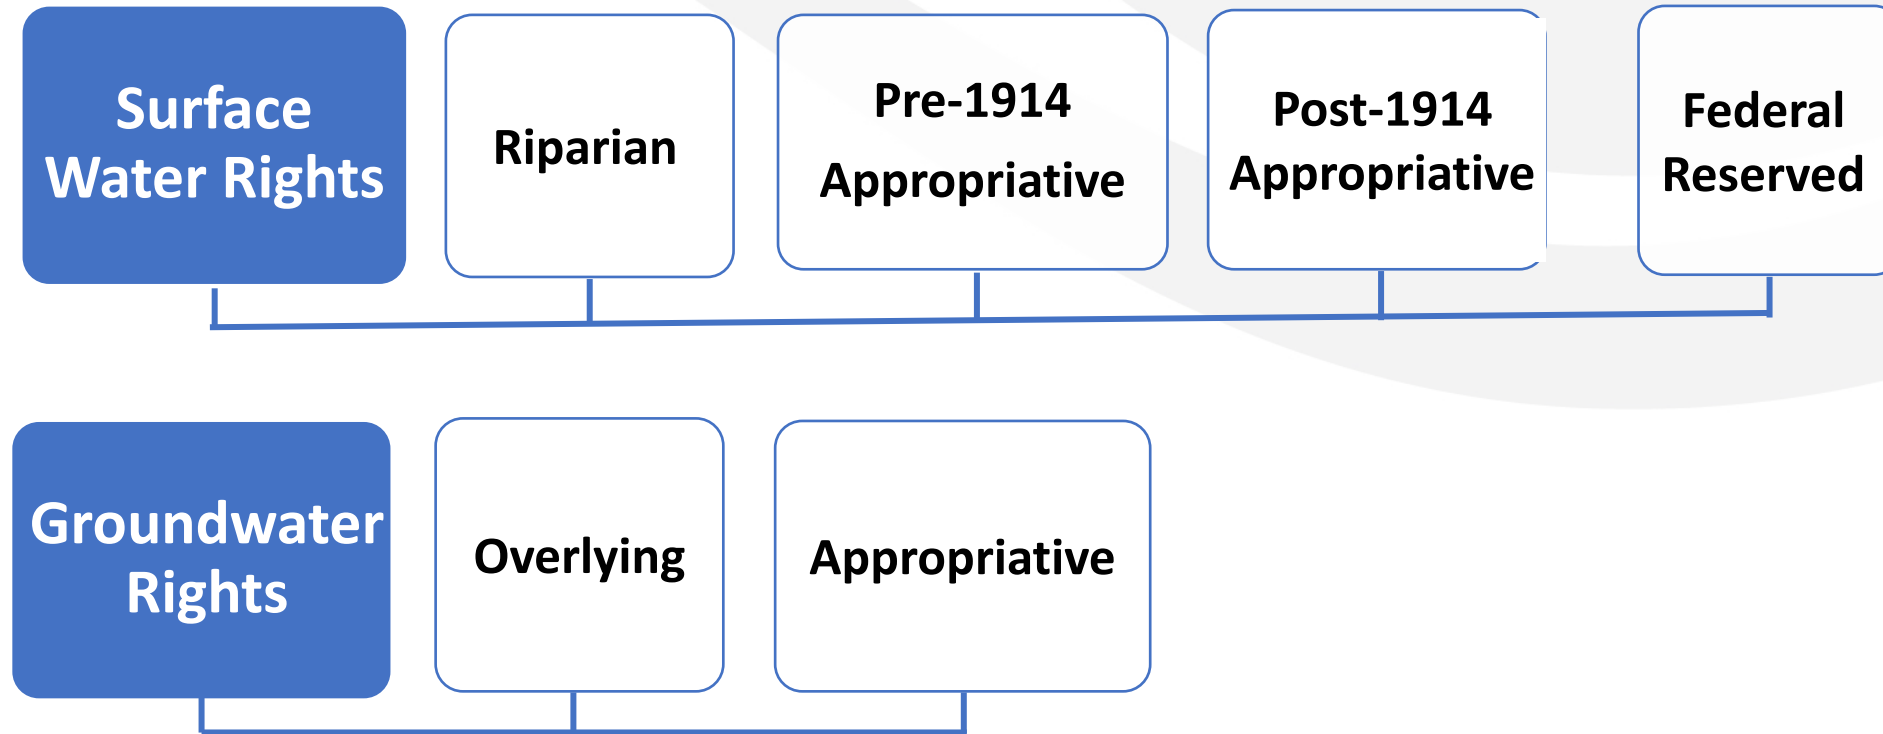 Surface
Water Rights
Riparian
Pre-1914
Appropriative
Post-1914
Appropriative
Federal
Reserved
Groundwater
Rights
Overlying
Appropriative